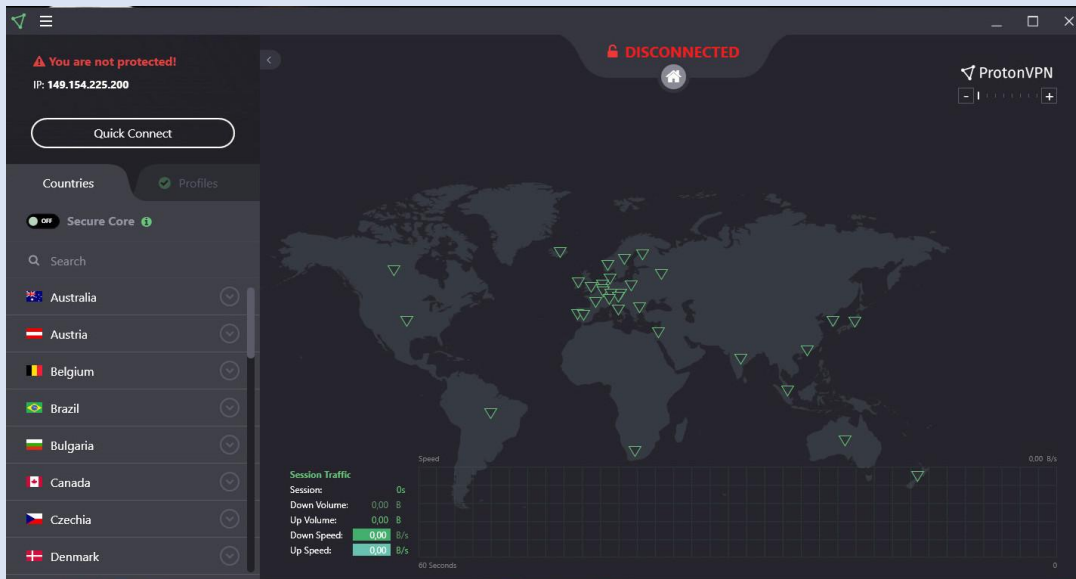 You are not protected!
IP: 149.154.225.200
Quick Connect
Countries
Profiles
OFF Secure Core
Search
Australia
Austria
Belgium
Brazil
Bulgaria
Canada
Czechia
Denmark
DISCONNECTED
ProtonVPN
- +
Speed 0,00 B/s
Session Traffic
Session: 0s
Down Volume: 0,00 B
Up Volume: 0,00 B
Down Speed: 0,00 B/s
Up Speed: 0,00 B/s
60 Seconds 0